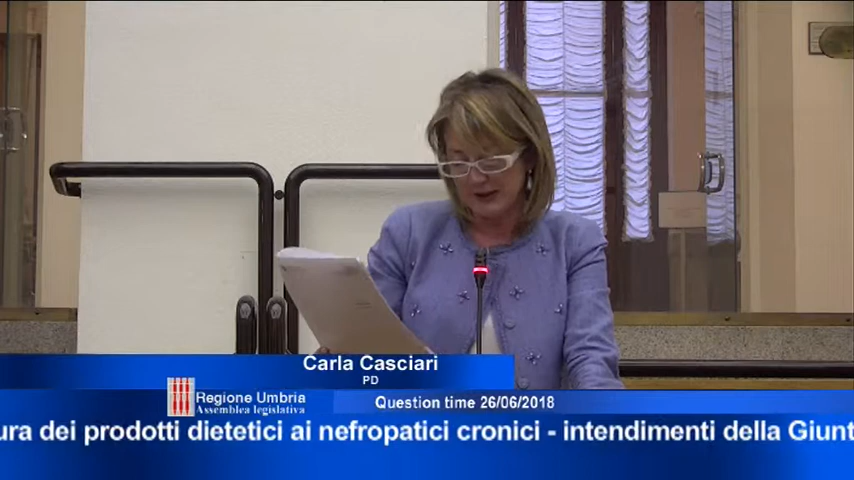 Carla Casciari
PD
Regione Umbria
Assemblea legislativa
Question time 26/06/2018
ura dei prodotti dietetici ai nefropatici cronici - intendimenti della Giunt